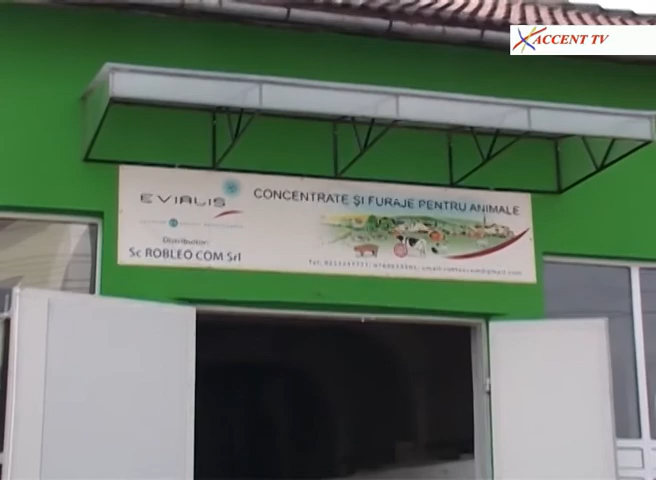 ACCENT TV
EVIALIS
CONCENTRATE ȘI FURAJE PENTRU ANIMALE
Distribuitor:
SC ROBLEO COM Srl